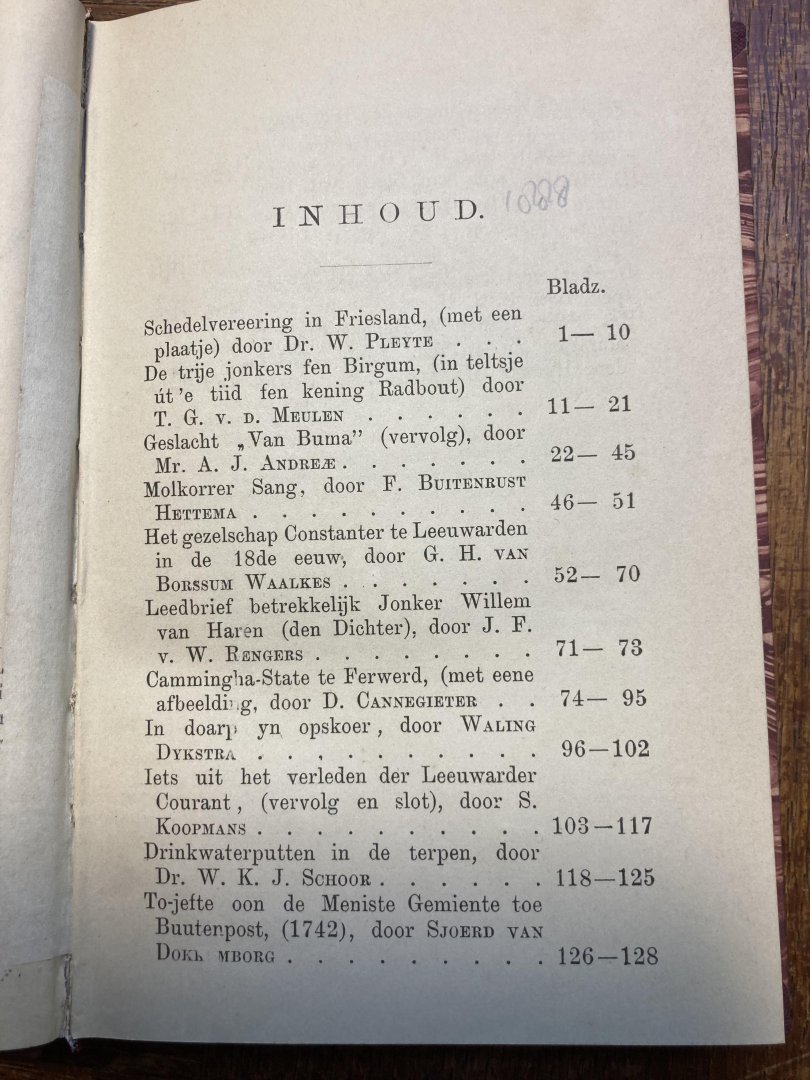 INHOUD. 1888
Bladz.
Schedelvereering in Friesland, (met een
plaatje) door Dr. W. PLEYTE . . . 1— 10
De trije jonkers fen Birgum, (in teltsje
út 'e tiid fen kening Radbout) door
T. G. v. D. MEULEN . . . . . . 11— 21
Geslacht „Van Buma” (vervolg), door
Mr. A. J. ANDREÆ . . . . . . . 22— 45
Molkorrer Sang, door F. BUITENRUST
HETTEMA . . . . . . . . . . 46— 51
Het gezelschap Constanter te Leeuwarden
in de 18de eeuw, door G. H. VAN
BORSSUM WAALKES . . . . . . . 52— 70
Leedbrief betrekkelijk Jonker Willem
van Haren (den Dichter), door J. F.
v. W. RENGERS . . . . . . . . 71— 73
Cammingha-State te Ferwerd, (met eene
afbeelding, door D. CANNEGIETER . . 74— 95
In doarp yn opskoer, door WALING
DYKSTRA . . . . . . . . . . 96—102
Iets uit het verleden der Leeuwarder
Courant, (vervolg en slot), door S.
KOOPMANS . . . . . . . . . . 103—117
Drinkwaterputten in de terpen, door
Dr. W. K. J. SCHOOR . . . . . . 118—125
To-jefte oon de Meniste Gemiente toe
Buutenpost, (1742), door SJOERD VAN
. . . . . . . . . 126—128